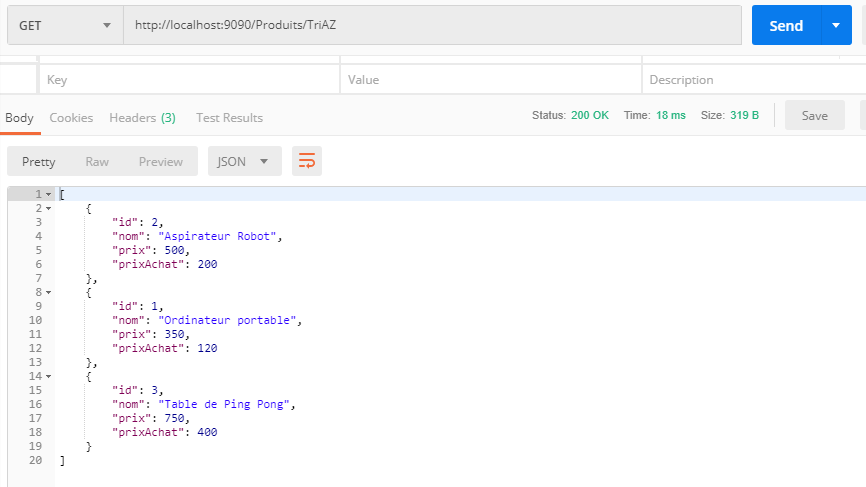 GET http://localhost:9090/Produits/TriAZ Send
Key Value Description
Body Cookies Headers (3) Test Results Status: 200 OK Time: 18 ms Size: 319 B Save
Pretty Raw Preview JSON
1 [
2 {
3 "id": 2,
4 "nom": "Aspirateur Robot",
5 "prix": 500,
6 "prixAchat": 200
7 },
8 {
9 "id": 1,
10 "nom": "Ordinateur portable",
11 "prix": 350,
12 "prixAchat": 120
13 },
14 {
15 "id": 3,
16 "nom": "Table de Ping Pong",
17 "prix": 750,
18 "prixAchat": 400
19 }
20 ]